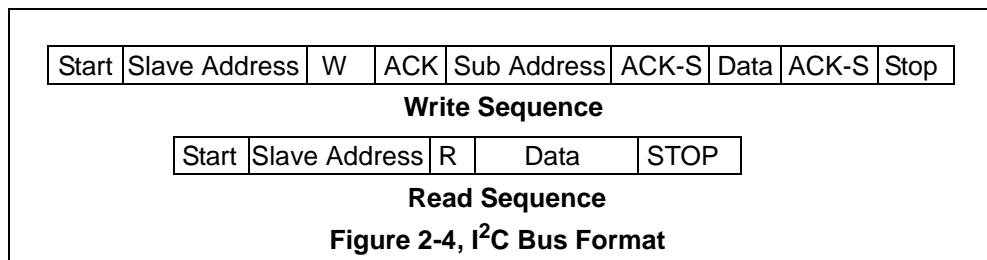 Start Slave Address W ACK Sub Address ACK-S Data ACK-S Stop
Write Sequence
Start Slave Address R Data STOP
Read Sequence
Figure 2-4, I²C Bus Format